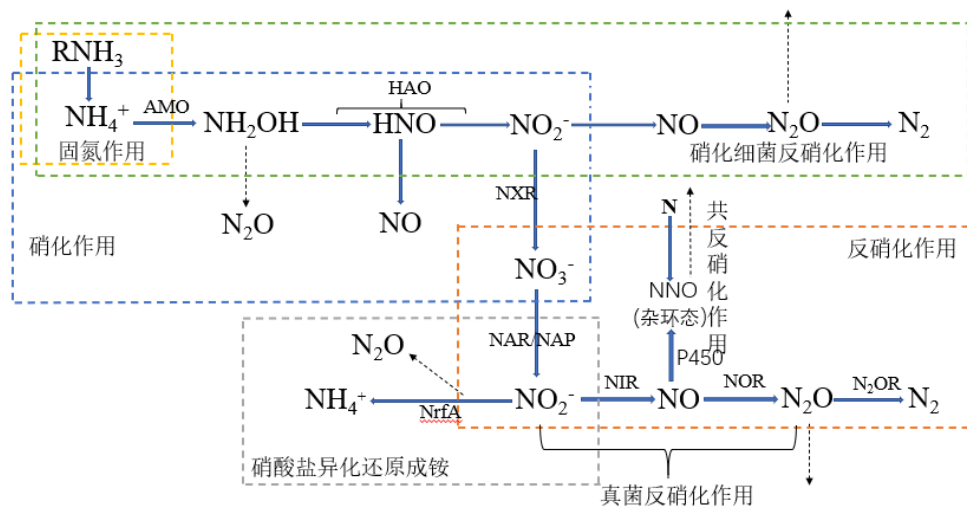 RNH₃
NH₄⁺
AMO
NH₂OH
HAO
HNO
NO₂⁻
NO
N₂O
N₂
固氮作用
硝化细菌反硝化作用
N₂O
NO
NXR
N
共反硝化作用
硝化作用
反硝化作用
NO₃⁻
NNO
(杂环态)
N₂O
NAR/NAP
P450
NH₄⁺
NrfA
NO₂⁻
NIR
NO
NOR
N₂O
N₂OR
N₂
硝酸盐异化还原成铵
真菌反硝化作用